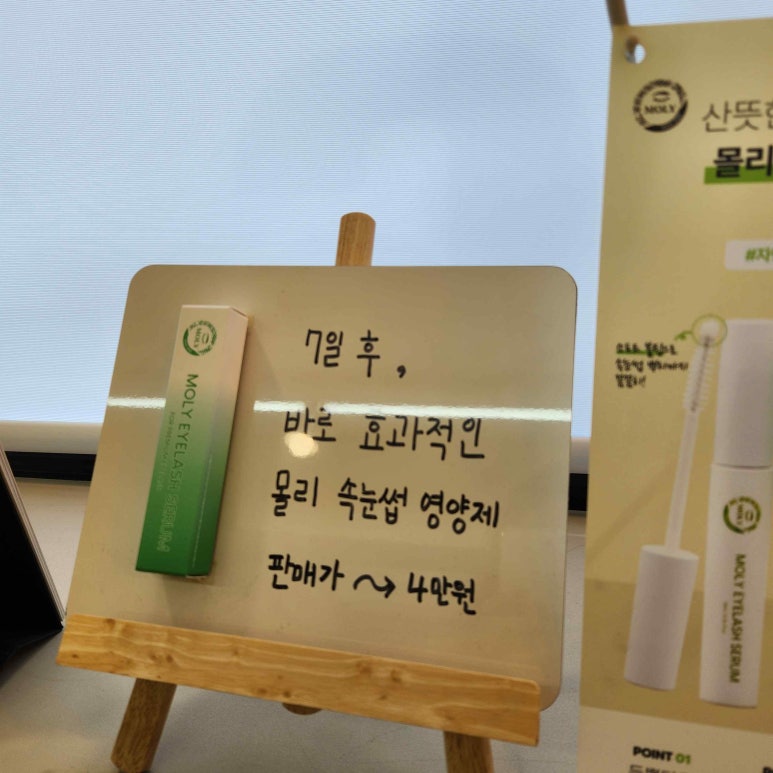 7일 후,
바로 효과적인
몰리 속눈썹 영양제
판매가 ~> 4만원
MOLY
MOLY EYELASH SERUM
MOLY
산뜻한
몰리
MOLY EYELASH SERUM
POINT 01